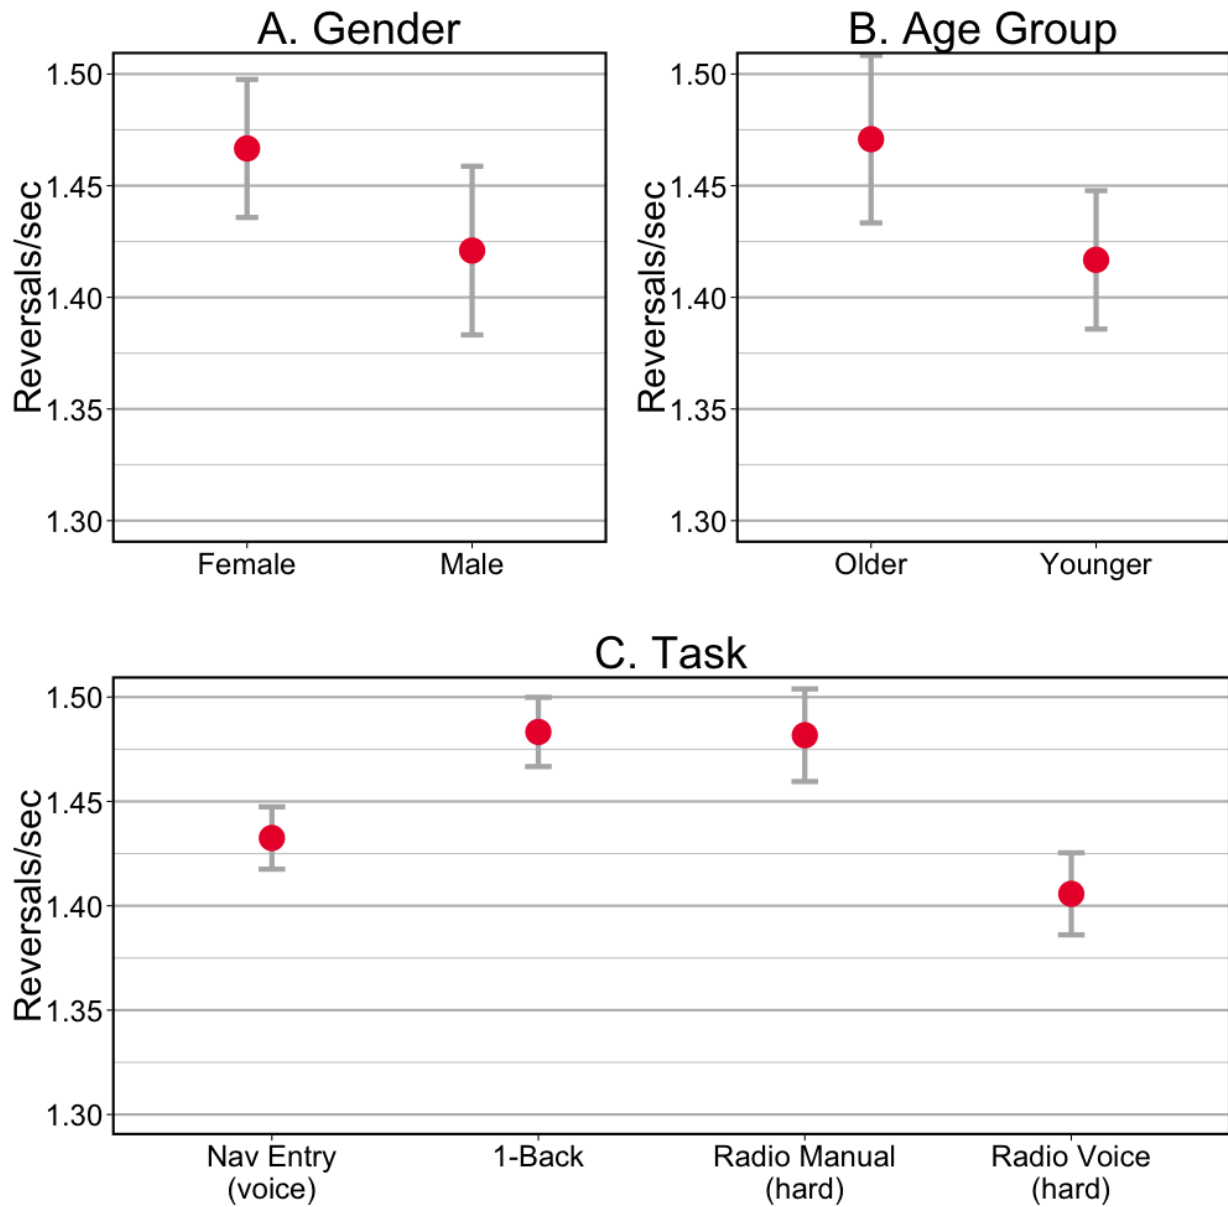 A. Gender
Reversals/sec
1.50
1.45
1.40
1.35
1.30
Female
Male
B. Age Group
Reversals/sec
1.50
1.45
1.40
1.35
1.30
Older
Younger
C. Task
Reversals/sec
1.50
1.45
1.40
1.35
1.30
Nav Entry
(voice)
1-Back
Radio Manual
(hard)
Radio Voice
(hard)